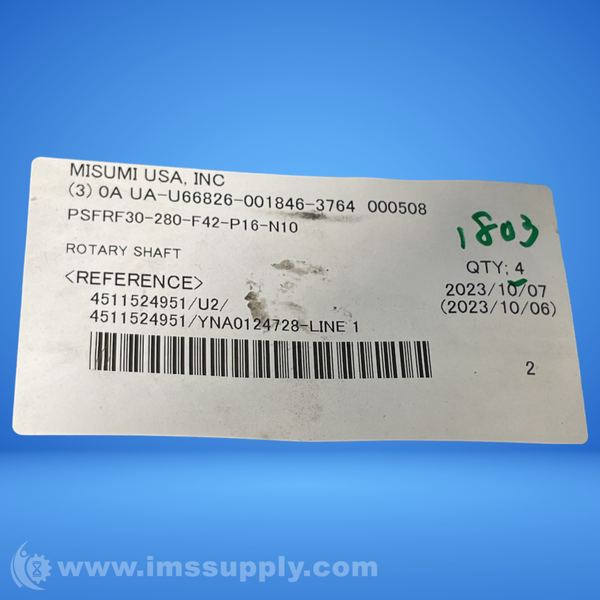 MISUMI USA, INC
(3) 0A UA-U66826-001846-3764 000508
PSFRF30-280-F42-P16-N10
1803
ROTARY SHAFT
QTY; 4
<REFERENCE>
2023/10/07
4511524951/U2/
(2023/10/06)
4511524951/YNA0124728-LINE 1
2
www.imssupply.com